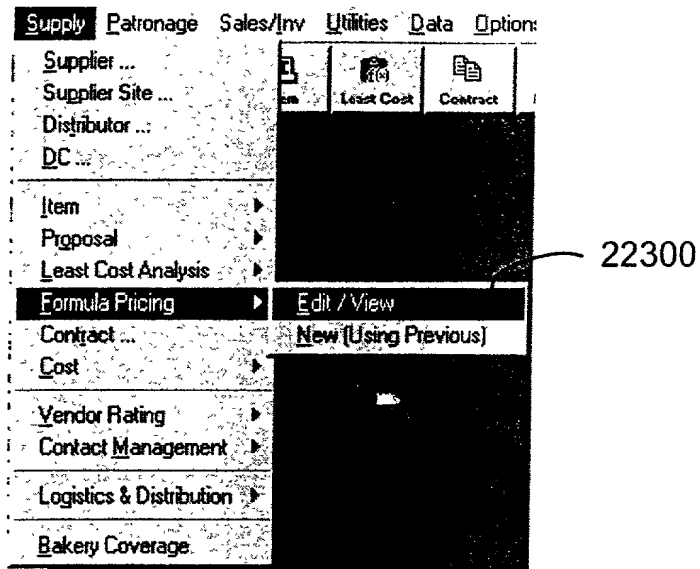 Supply Patronage Sales/Inv Utilities Data Options
Supplier ...
Supplier Site ...
Distributor ...
DC ...
Least Cost
Contract
Item
Proposal
Least Cost Analysis
Formula Pricing
Edit / View
22300
Contract ...
New (Using Previous)
Cost
Vendor Rating
Contact Management
Logistics & Distribution
Bakery Coverage